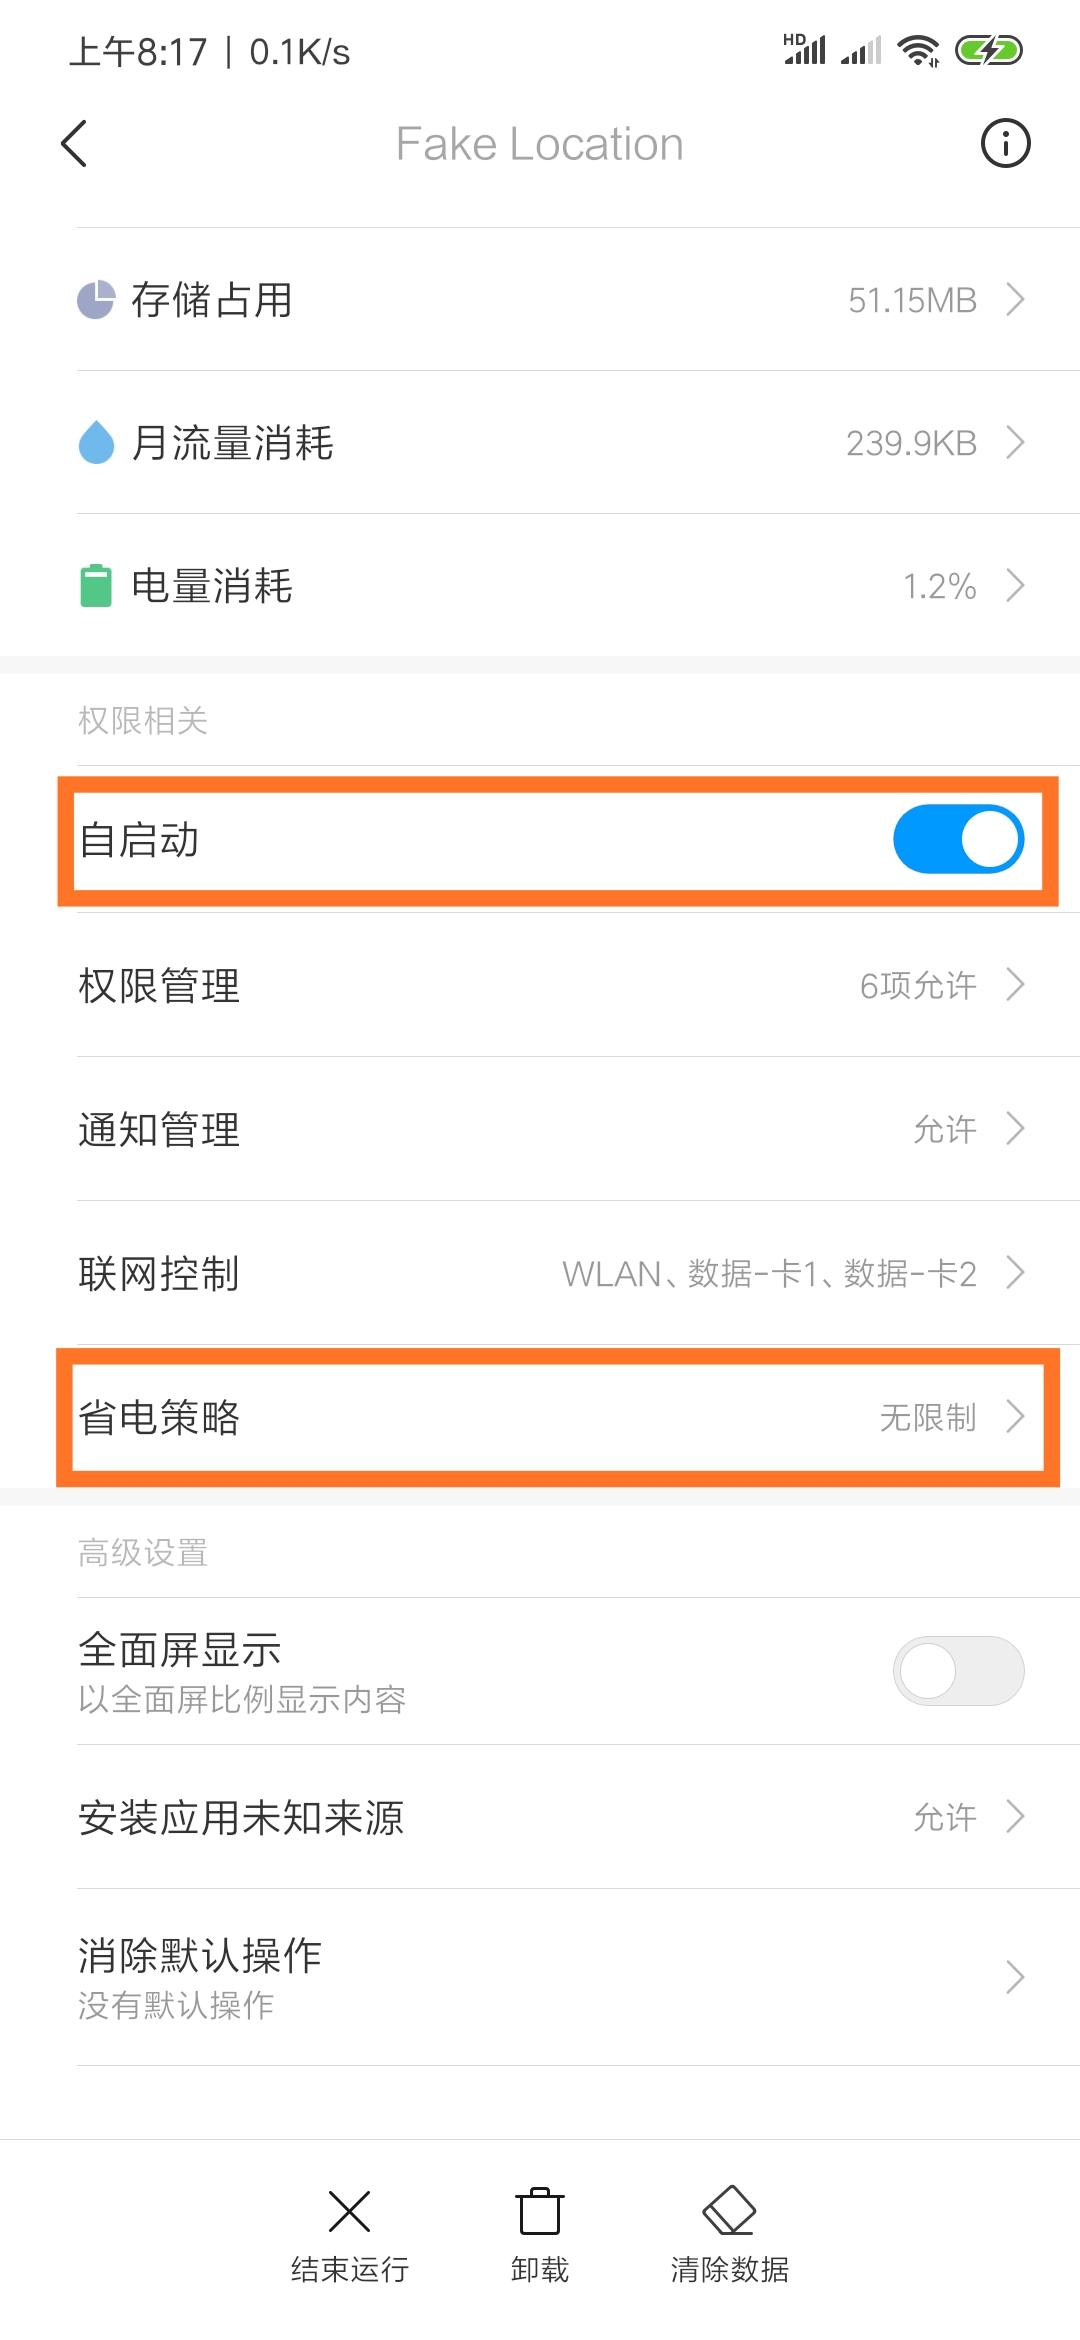 上午8:17 | 0.1K/s
HD
Fake Location
存储占用 51.15MB
月流量消耗 239.9KB
电量消耗 1.2%
权限相关
自启动
权限管理 6项允许
通知管理 允许
联网控制 WLAN、数据-卡1、数据-卡2
省电策略 无限制
高级设置
全面屏显示
以全面屏比例显示内容
安装应用未知来源 允许
消除默认操作
没有默认操作
结束运行 卸载 清除数据